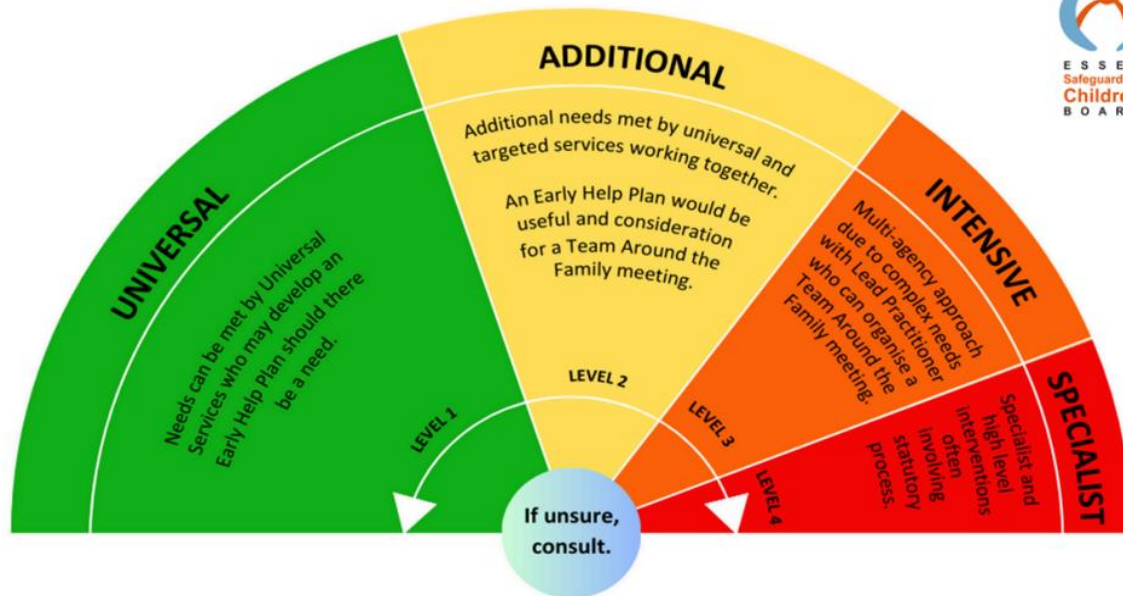 UNIVERSAL
Needs can be met by Universal
Services who may develop an
Early Help Plan should there
be a need.
LEVEL 1
ADDITIONAL
Additional needs met by universal and
targeted services working together.
An Early Help Plan would be
useful and consideration
for a Team Around the
Family meeting.
LEVEL 2
INTENSIVE
Multi-agency approach
due to complex needs
with Lead Practitioner
who can organise a
Team Around the
Family meeting.
LEVEL 3
SPECIALIST
Specialist and
high level
interventions
often
involving
statutory
process.
LEVEL 4
If unsure,
consult.
E S S E
Safeguard
Childre
B O A R